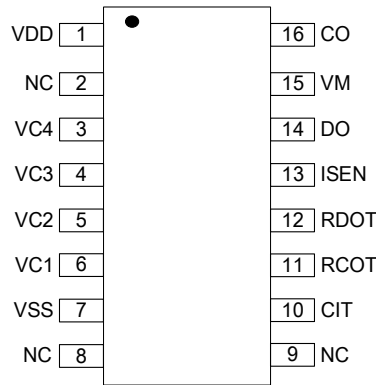 VDD 1 16 CO
NC 2 15 VM
VC4 3 14 DO
VC3 4 13 ISEN
VC2 5 12 RDOT
VC1 6 11 RCOT
VSS 7 10 CIT
NC 8 9 NC